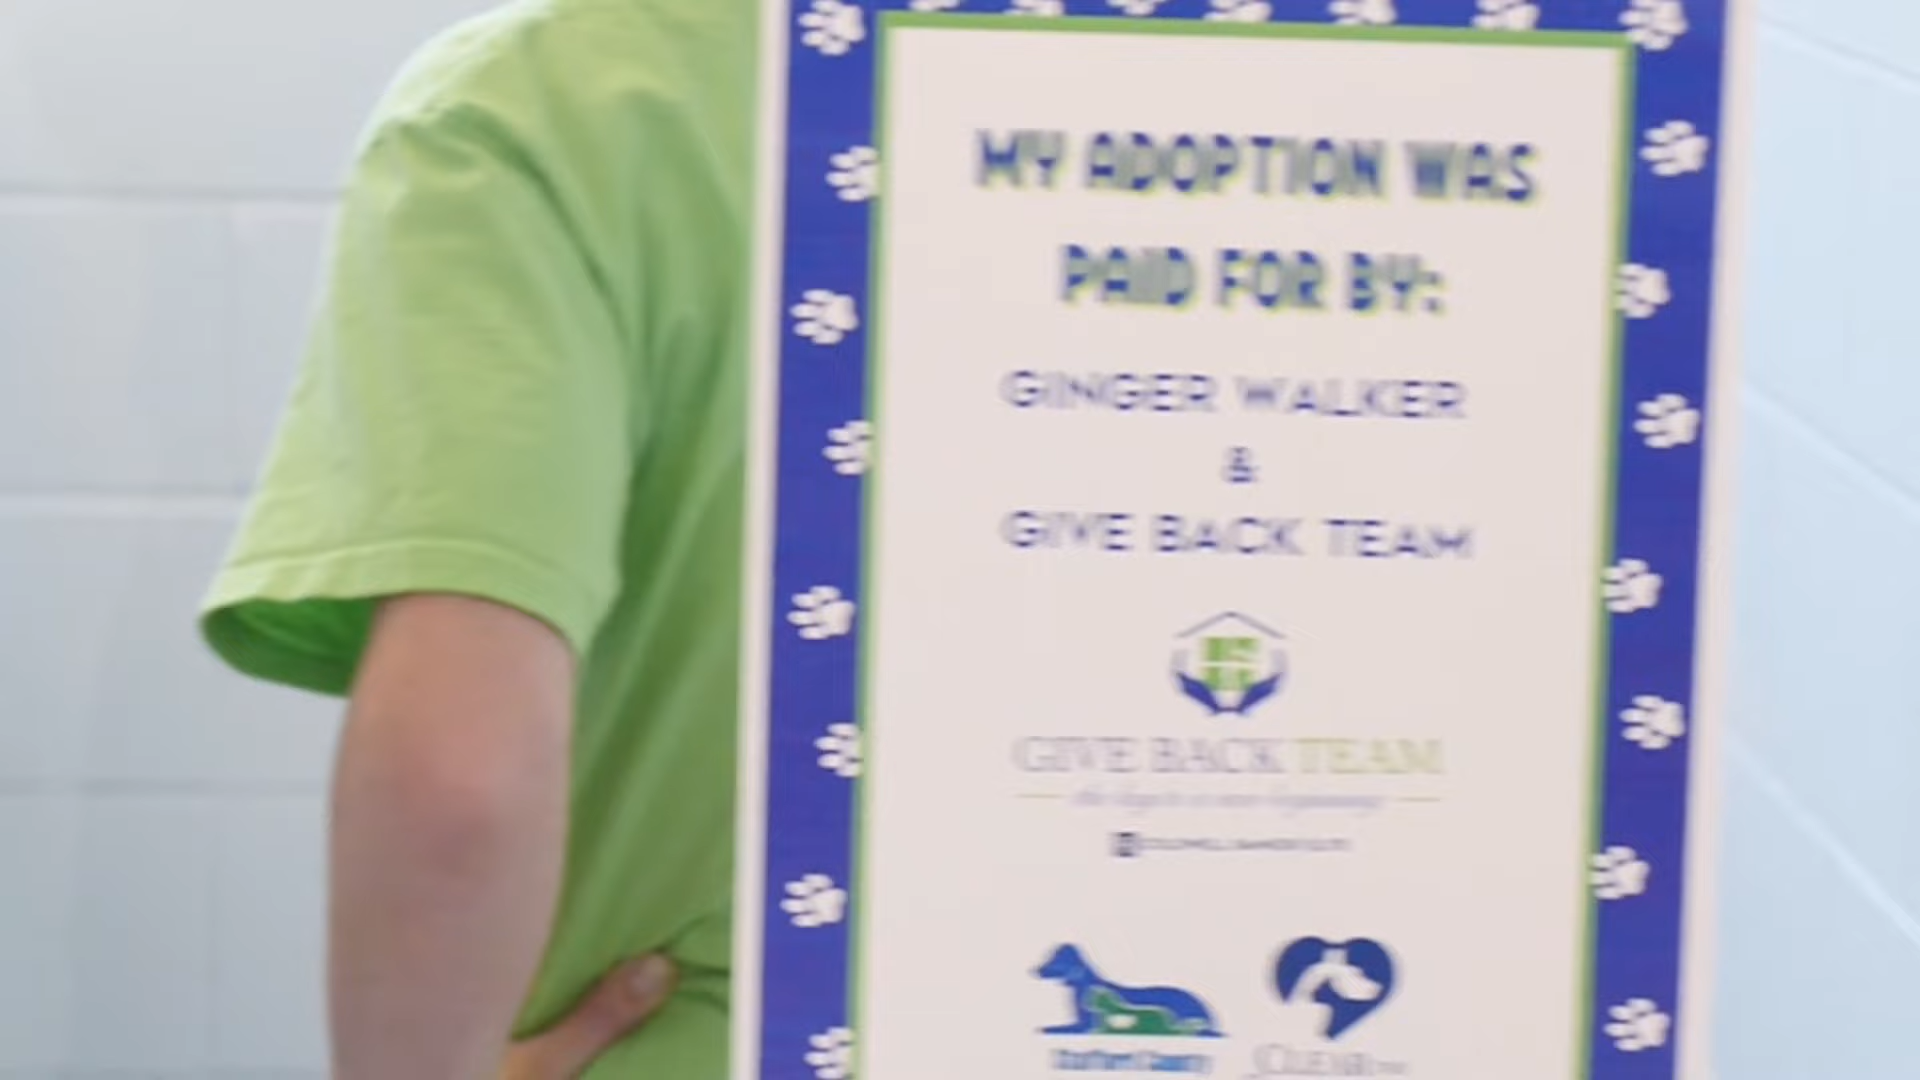 MY ADOPTION WAS
PAID FOR BY:
GINGER WALKER
&
GIVE BACK TEAM
GIVE BACK TEAM